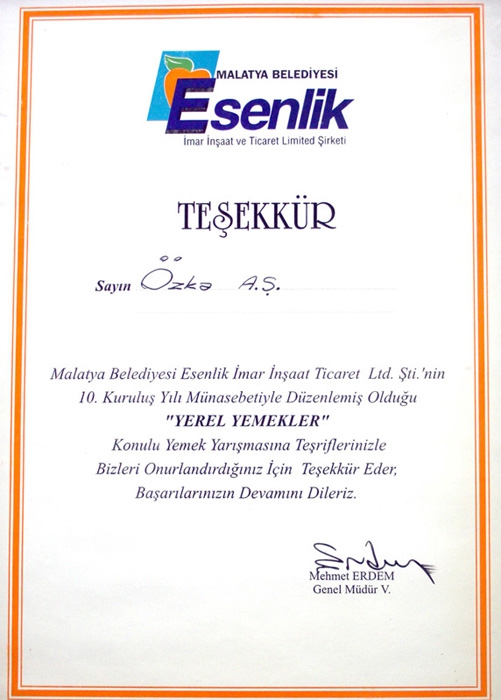 MALATYA BELEDİYESİ
Esenlik
İmar İnşaat ve Ticaret Limited Şirketi
TEŞEKKÜR
Sayın Özka A.Ş.
Malatya Belediyesi Esenlik İmar İnşaat Ticaret Ltd. Şti.'nin
10. Kuruluş Yılı Münasebetiyle Düzenlemiş Olduğu
"YEREL YEMEKLER"
Konulu Yemek Yarışmasına Teşriflerinizle
Bizleri Onurlandırdığınız İçin Teşekkür Eder,
Başarılarınızın Devamını Dileriz.
Mehmet ERDEM
Genel Müdür V.